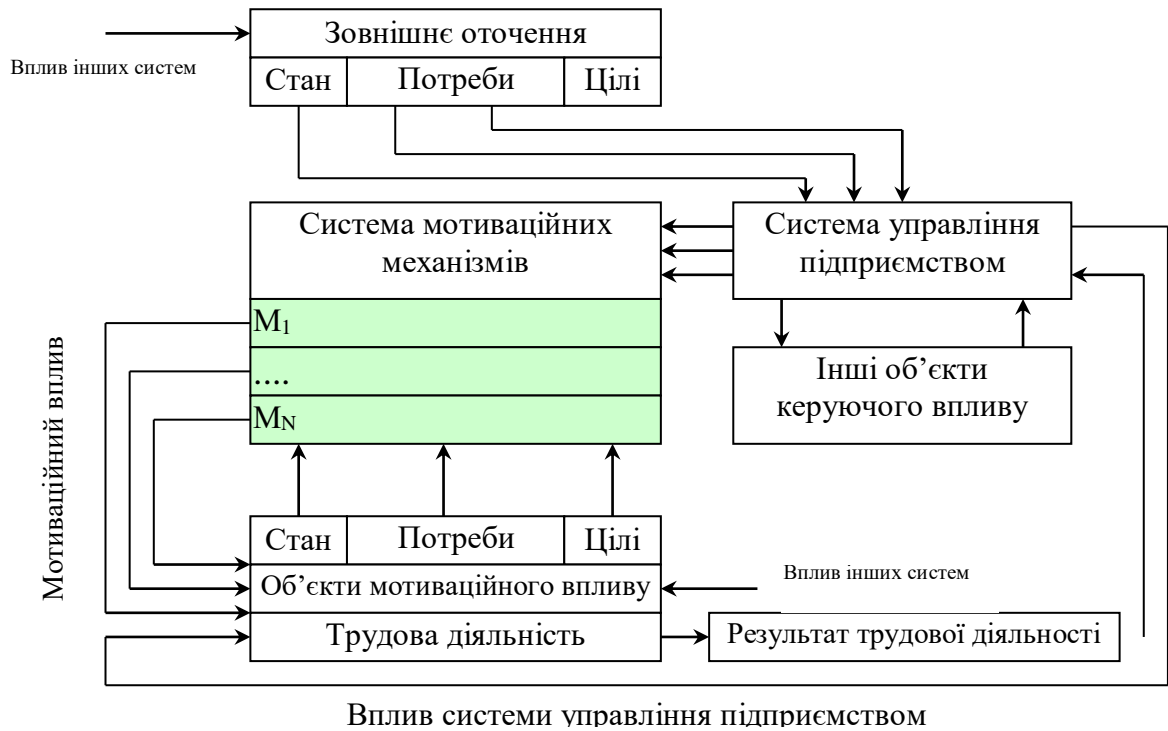 Зовнішнє оточення
Вплив інших систем
Стан Потреби Цілі
Система мотиваційних
механізмів
Система управління
підприємством
М1
....
МN
Інші об’єкти
керуючого впливу
Мотиваційний вплив
Стан Потреби Цілі
Об’єкти мотиваційного впливу
Вплив інших систем
Трудова діяльність
Результат трудової діяльності
Вплив системи управління підприємством